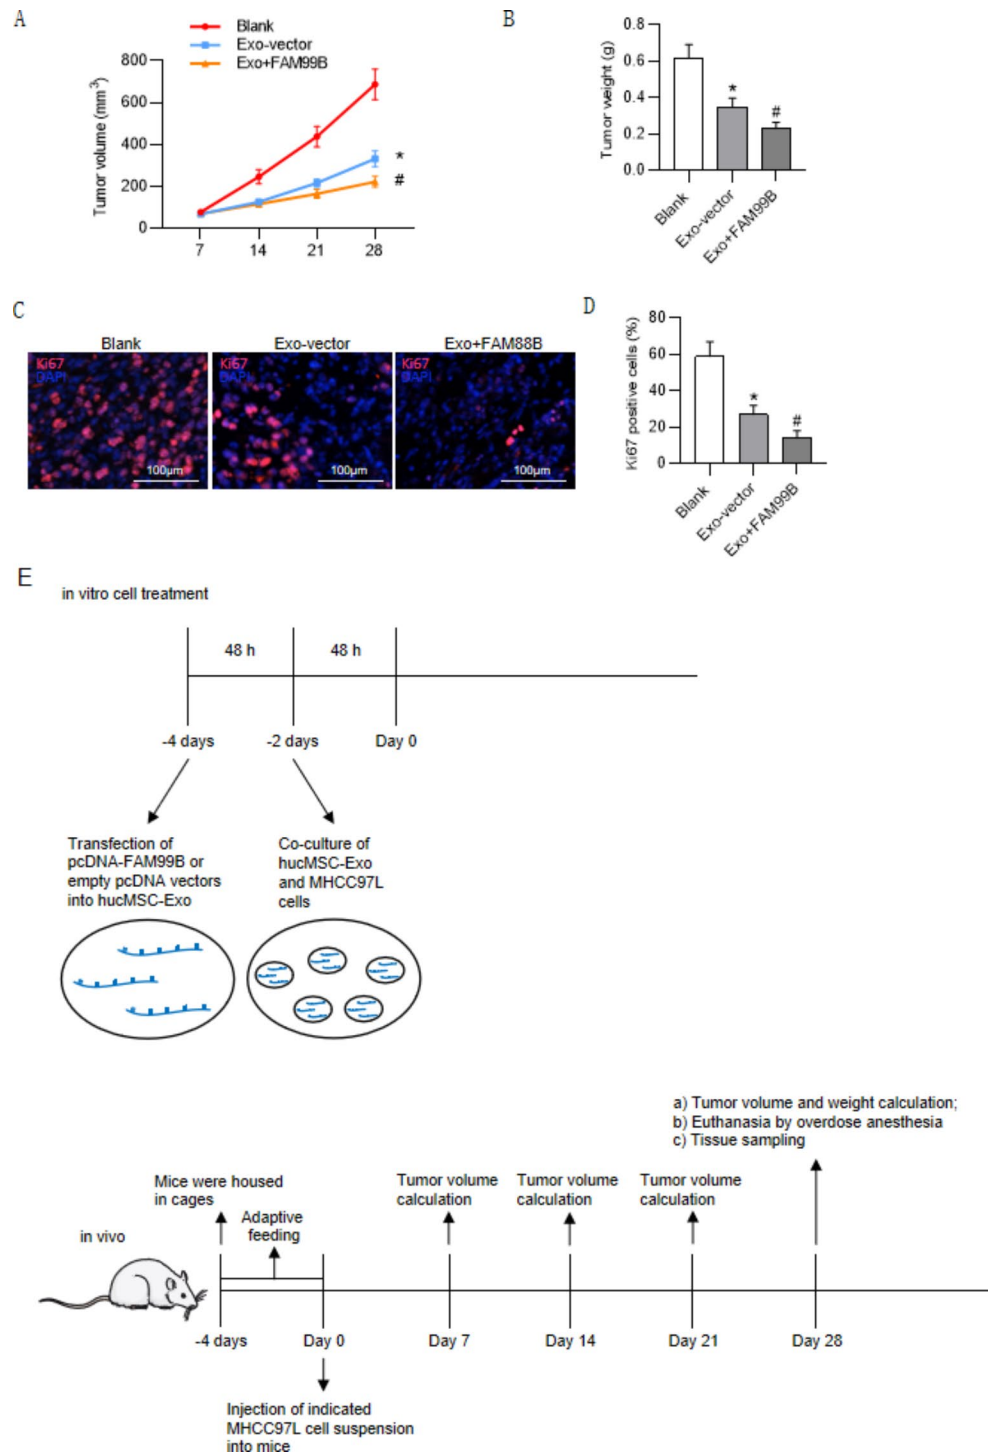 A
Blank
Exo-vector
Exo+FAM99B
Tumor volume (mm³)
800
600
400
200
0
7 14 21 28
*
#
B
Tumor weight (g)
0.8
0.6
0.4
0.2
0.0
*
#
Blank
Exo-vector
Exo+FAM99B
C
Blank Exo-vector Exo+FAM88B
Ki67 Ki67 Ki67
DAPI DAPI DAPI
100μm 100μm 100μm
D
Ki67 positive cells (%)
80
60
40
20
0
*
#
Blank
Exo-vector
Exo+FAM99B
E
in vitro cell treatment
48 h 48 h
-4 days -2 days Day 0
Transfection of
pcDNA-FAM99B or
empty pcDNA vectors
into hucMSC-Exo
Co-culture of
hucMSC-Exo
and MHCC97L
cells
a) Tumor volume and weight calculation;
b) Euthanasia by overdose anesthesia
c) Tissue sampling
Mice were housed
in cages
Adaptive
feeding
Tumor volume
calculation
Tumor volume
calculation
Tumor volume
calculation
in vivo
-4 days Day 0 Day 7 Day 14 Day 21 Day 28
Injection of indicated
MHCC97L cell suspension
into mice